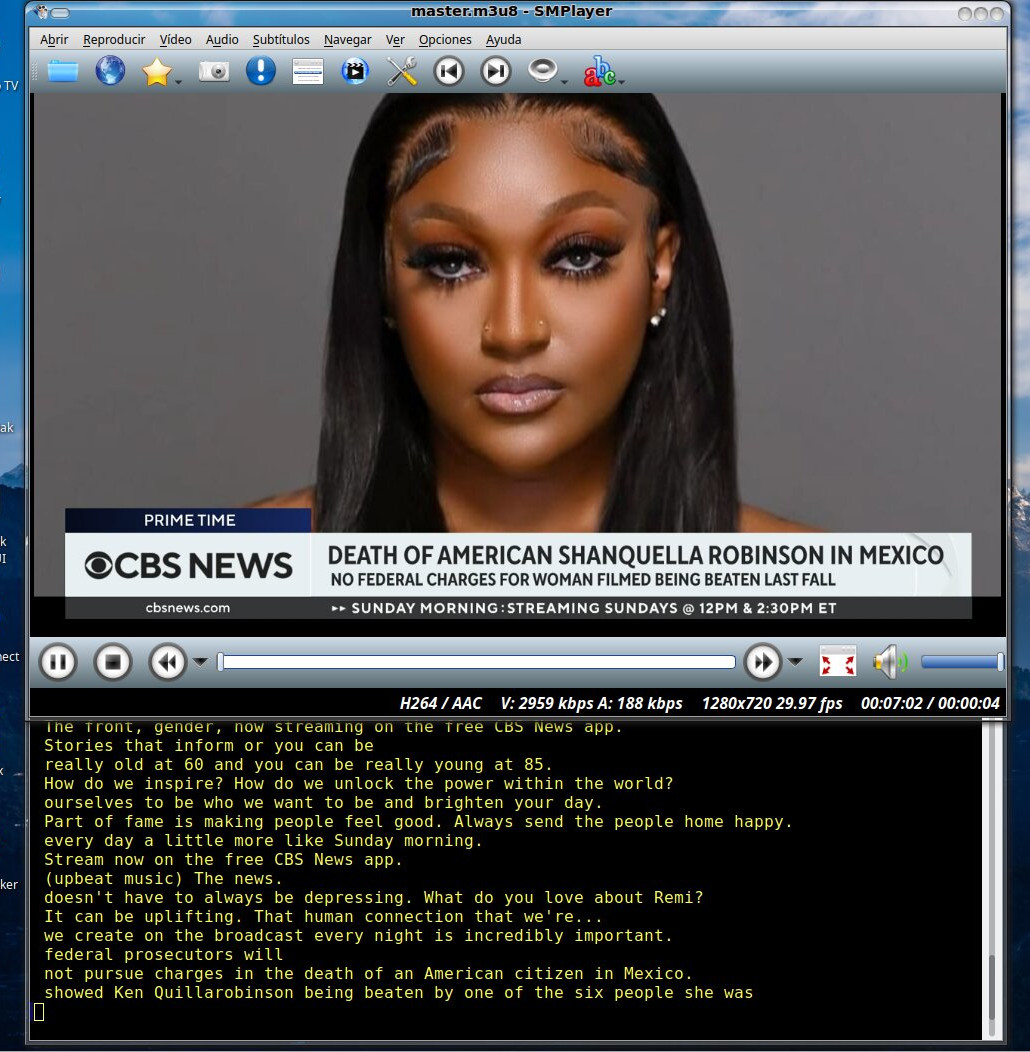 master.m3u8 - SMPlayer
Abrir Reproducir Vídeo Audio Subtítulos Navegar Ver Opciones Ayuda
TV
abc
PRIME TIME
CBS NEWS
DEATH OF AMERICAN SHANQUELLA ROBINSON IN MEXICO
NO FEDERAL CHARGES FOR WOMAN FILMED BEING BEATEN LAST FALL
cbsnews.com
SUNDAY MORNING : STREAMING SUNDAYS @ 12PM & 2:30PM ET
H264 / AAC V: 2959 kbps A: 188 kbps 1280x720 29.97 fps 00:07:02 / 00:00:04
ak
k
UI
nect
x
ker
The front, gender, now streaming on the free CBS News app.
Stories that inform or you can be
really old at 60 and you can be really young at 85.
How do we inspire? How do we unlock the power within the world?
ourselves to be who we want to be and brighten your day.
Part of fame is making people feel good. Always send the people home happy.
every day a little more like Sunday morning.
Stream now on the free CBS News app.
(upbeat music) The news.
doesn't have to always be depressing. What do you love about Remi?
It can be uplifting. That human connection that we're...
we create on the broadcast every night is incredibly important.
federal prosecutors will
not pursue charges in the death of an American citizen in Mexico.
showed Ken Quillarobinson being beaten by one of the six people she was